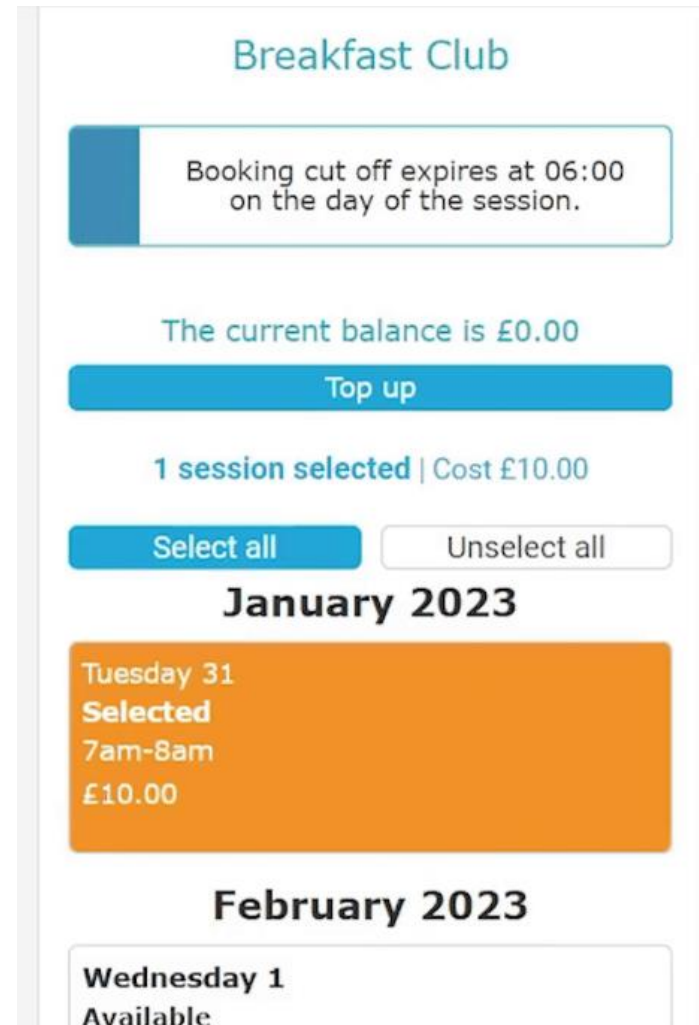 Breakfast Club
Booking cut off expires at 06:00
on the day of the session.
The current balance is £0.00
Top up
1 session selected | Cost £10.00
Select all
Unselect all
January 2023
Tuesday 31
Selected
7am-8am
£10.00
February 2023
Wednesday 1
Available